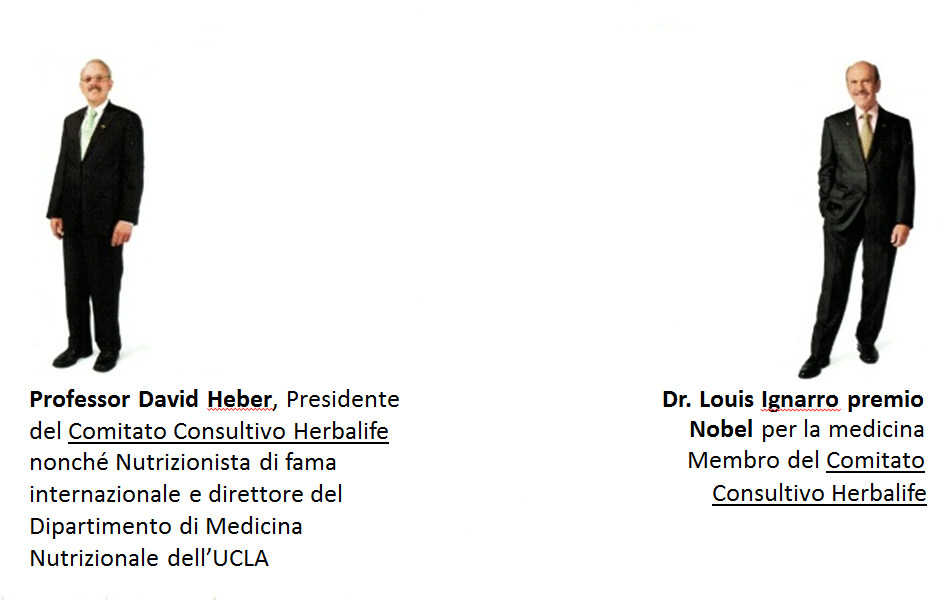 Professor David Heber, Presidente
del Comitato Consultivo Herbalife
nonché Nutrizionista di fama
internazionale e direttore del
Dipartimento di Medicina
Nutrizionale dell’UCLA
Dr. Louis Ignarro premio
Nobel per la medicina
Membro del Comitato
Consultivo Herbalife